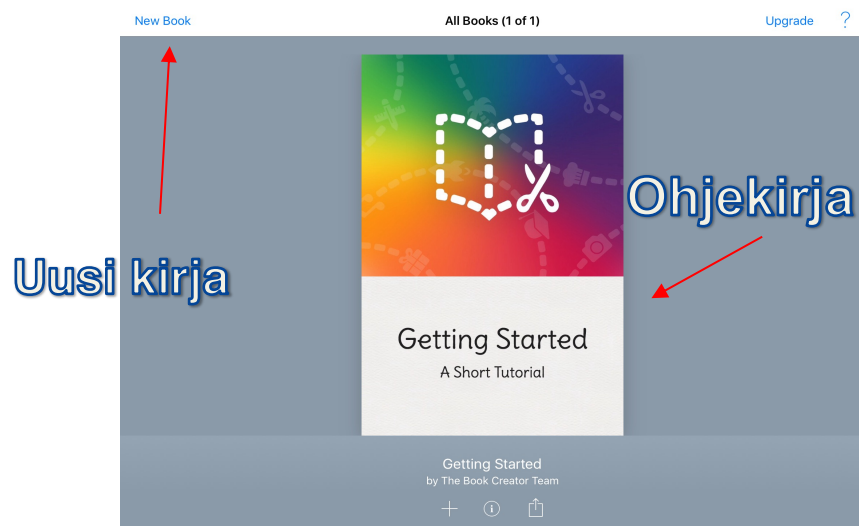 New Book
All Books (1 of 1)
Upgrade
?
Ohjekirja
Uusi kirja
Getting Started
A Short Tutorial
Getting Started
by The Book Creator Team